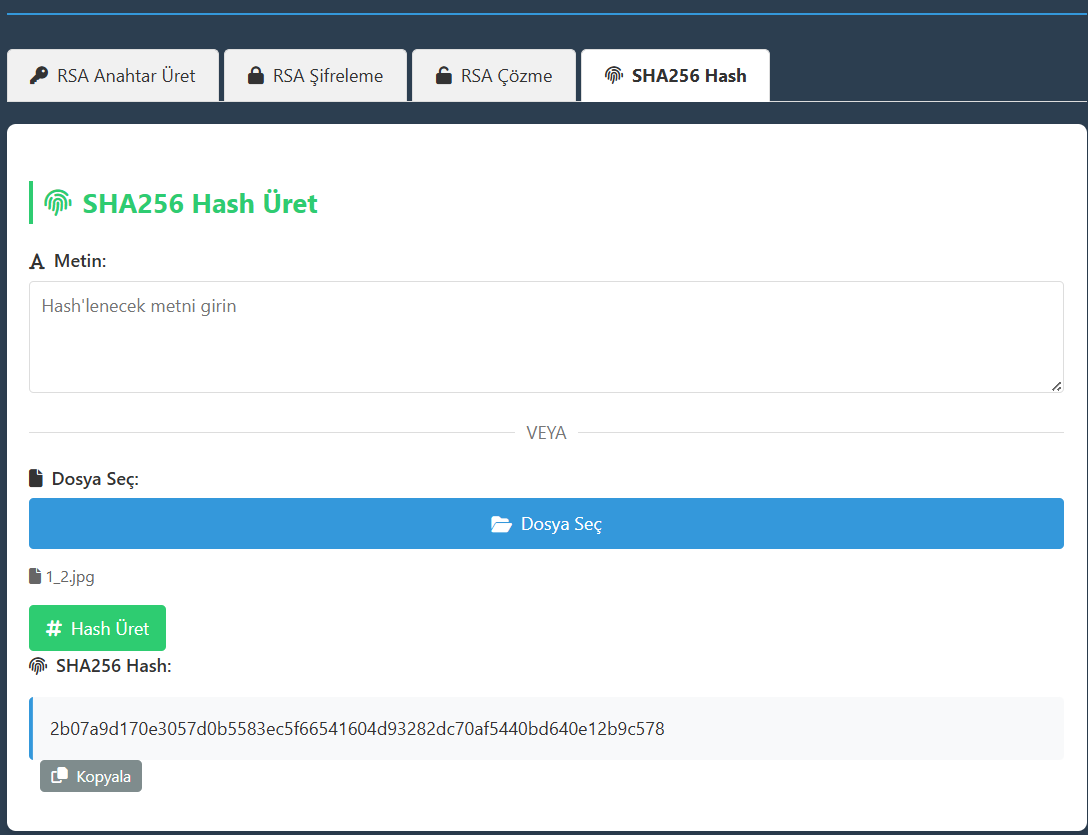 RSA Anahtar Üret
RSA Şifreleme
RSA Çözme
SHA256 Hash
SHA256 Hash Üret
Metin:
Hash'lenecek metni girin
VEYA
Dosya Seç:
Dosya Seç
1_2.jpg
# Hash Üret
SHA256 Hash:
2b07a9d170e3057d0b5583ec5f66541604d93282dc70af5440bd640e12b9c578
Kopyala